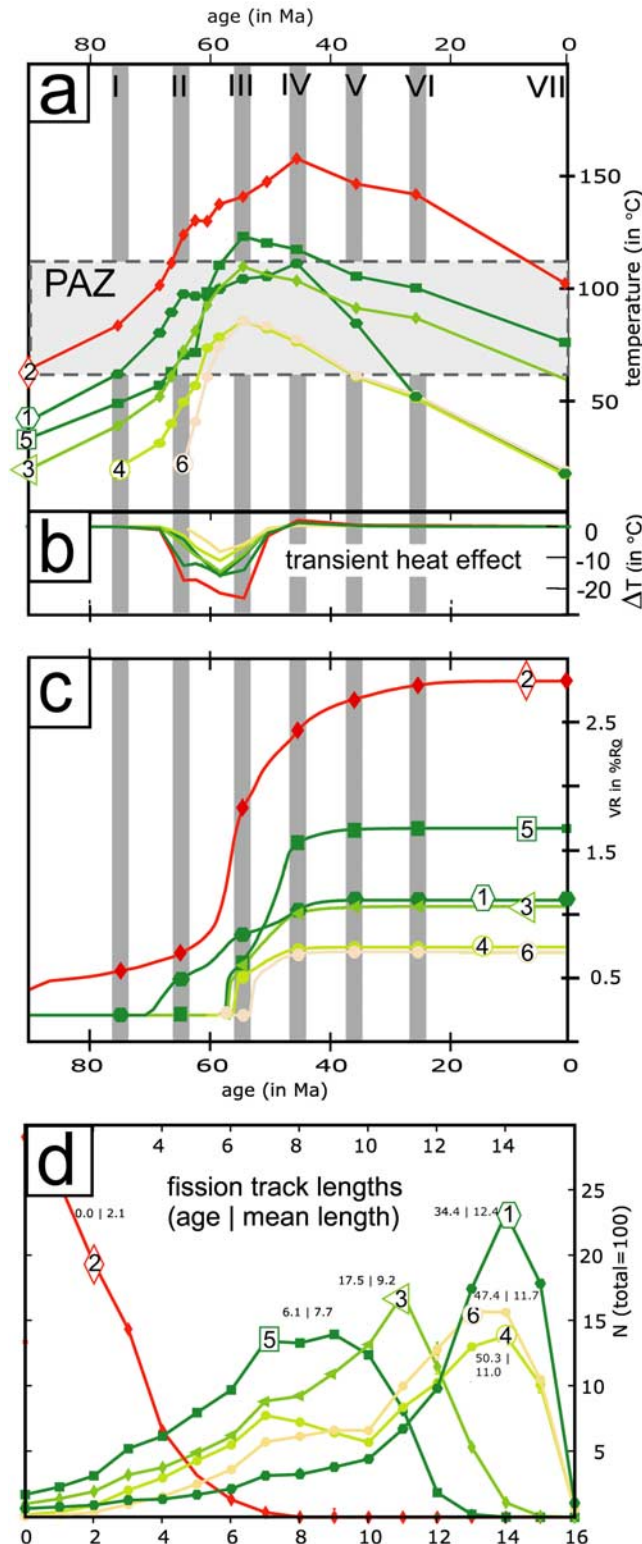 age (in Ma)
80 60 40 20 0
a
I II III IV V VI VII
150
100
50
temperature (in °C)
PAZ
2
1
5
3
4
6
b
transient heat effect
0
-10
-20
ΔT (in °C)
c
2
5
1
3
4
6
2.5
1.5
0.5
VR in %Ro
80 60 40 20 0
age (in Ma)
d
2 4 6 8 10 12 14
fission track lengths
(age | mean length)
0.0 | 2.1
2
34.4 | 12.4
1
17.5 | 9.2
3
47.4 | 11.7
6
6.1 | 7.7
5
4
50.3 |
11.0
25
20
15
10
5
N (total=100)
0 2 4 6 8 10 12 14 16